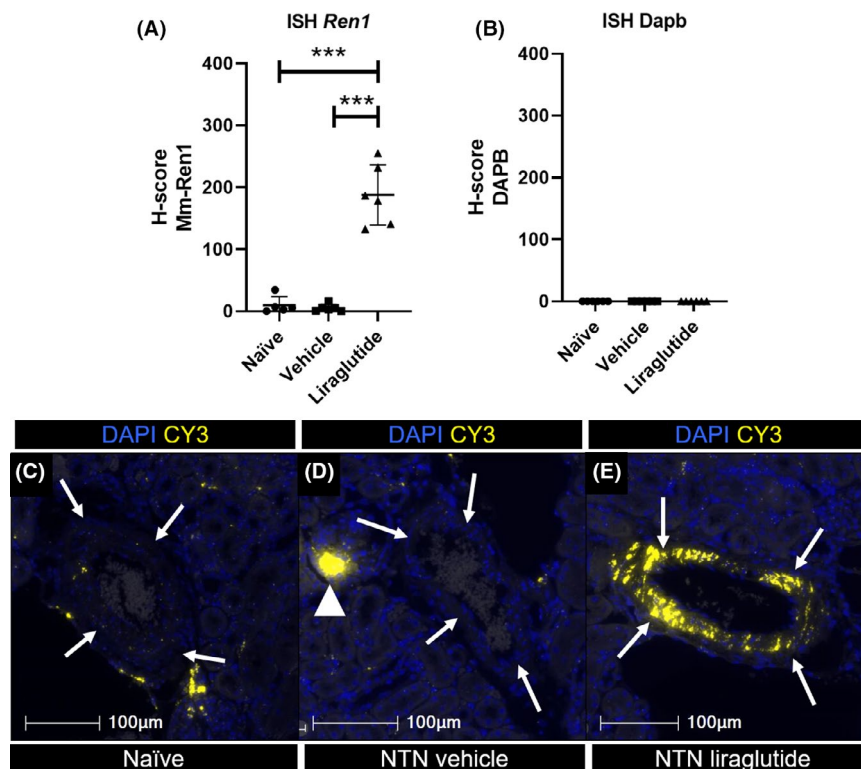 (A)
ISH Ren1
***
***
400
300
200
100
0
H-score
Mm-Ren1
Naïve
Vehicle
Liraglutide
(B)
ISH Dapb
400
300
200
100
0
H-score
DAPB
Naïve
Vehicle
Liraglutide
DAPI CY3
DAPI CY3
DAPI CY3
(C)
(D)
(E)
100µm
100µm
100µm
Naïve
NTN vehicle
NTN liraglutide